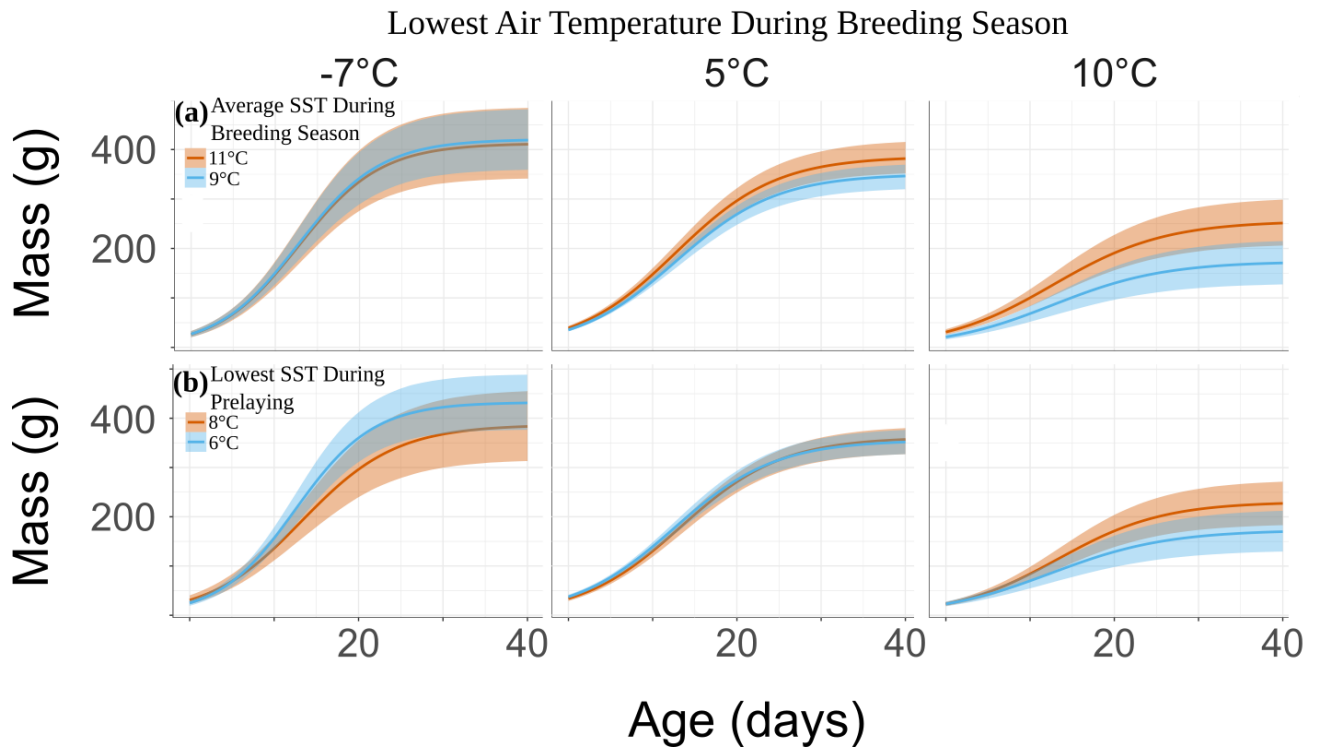 Lowest Air Temperature During Breeding Season
-7°C 5°C 10°C
(a) Average SST During
Breeding Season
11°C
9°C
Mass (g)
400
200
(b) Lowest SST During
Prelaying
8°C
6°C
Mass (g)
400
200
20 40 20 40 20 40
Age (days)